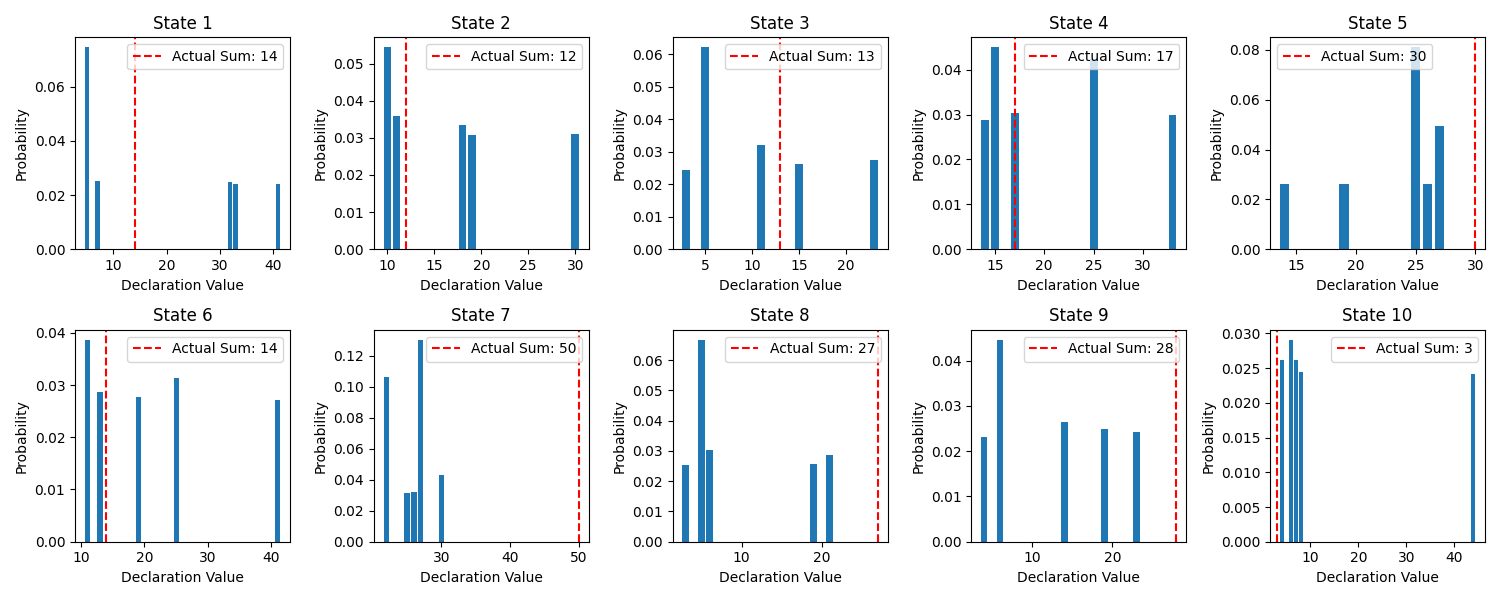 State 1
State 2
State 3
State 4
State 5
Actual Sum: 14
Actual Sum: 12
Actual Sum: 13
Actual Sum: 17
Actual Sum: 30
Probability
0.06
0.04
0.02
0.00
10
20
30
40
Declaration Value
Probability
0.05
0.04
0.03
0.02
0.01
0.00
10
15
20
25
30
Declaration Value
Probability
0.06
0.05
0.04
0.03
0.02
0.01
0.00
5
10
15
20
Declaration Value
Probability
0.04
0.03
0.02
0.01
0.00
15
20
25
30
Declaration Value
Probability
0.08
0.06
0.04
0.02
0.00
15
20
25
30
Declaration Value
State 6
State 7
State 8
State 9
State 10
Actual Sum: 14
Actual Sum: 50
Actual Sum: 27
Actual Sum: 28
Actual Sum: 3
Probability
0.04
0.03
0.02
0.01
0.00
10
20
30
40
Declaration Value
Probability
0.12
0.10
0.08
0.06
0.04
0.02
0.00
30
40
50
Declaration Value
Probability
0.06
0.05
0.04
0.03
0.02
0.01
0.00
10
20
Declaration Value
Probability
0.04
0.03
0.02
0.01
0.00
10
20
Declaration Value
Probability
0.030
0.025
0.020
0.015
0.010
0.005
0.000
10
20
30
40
Declaration Value